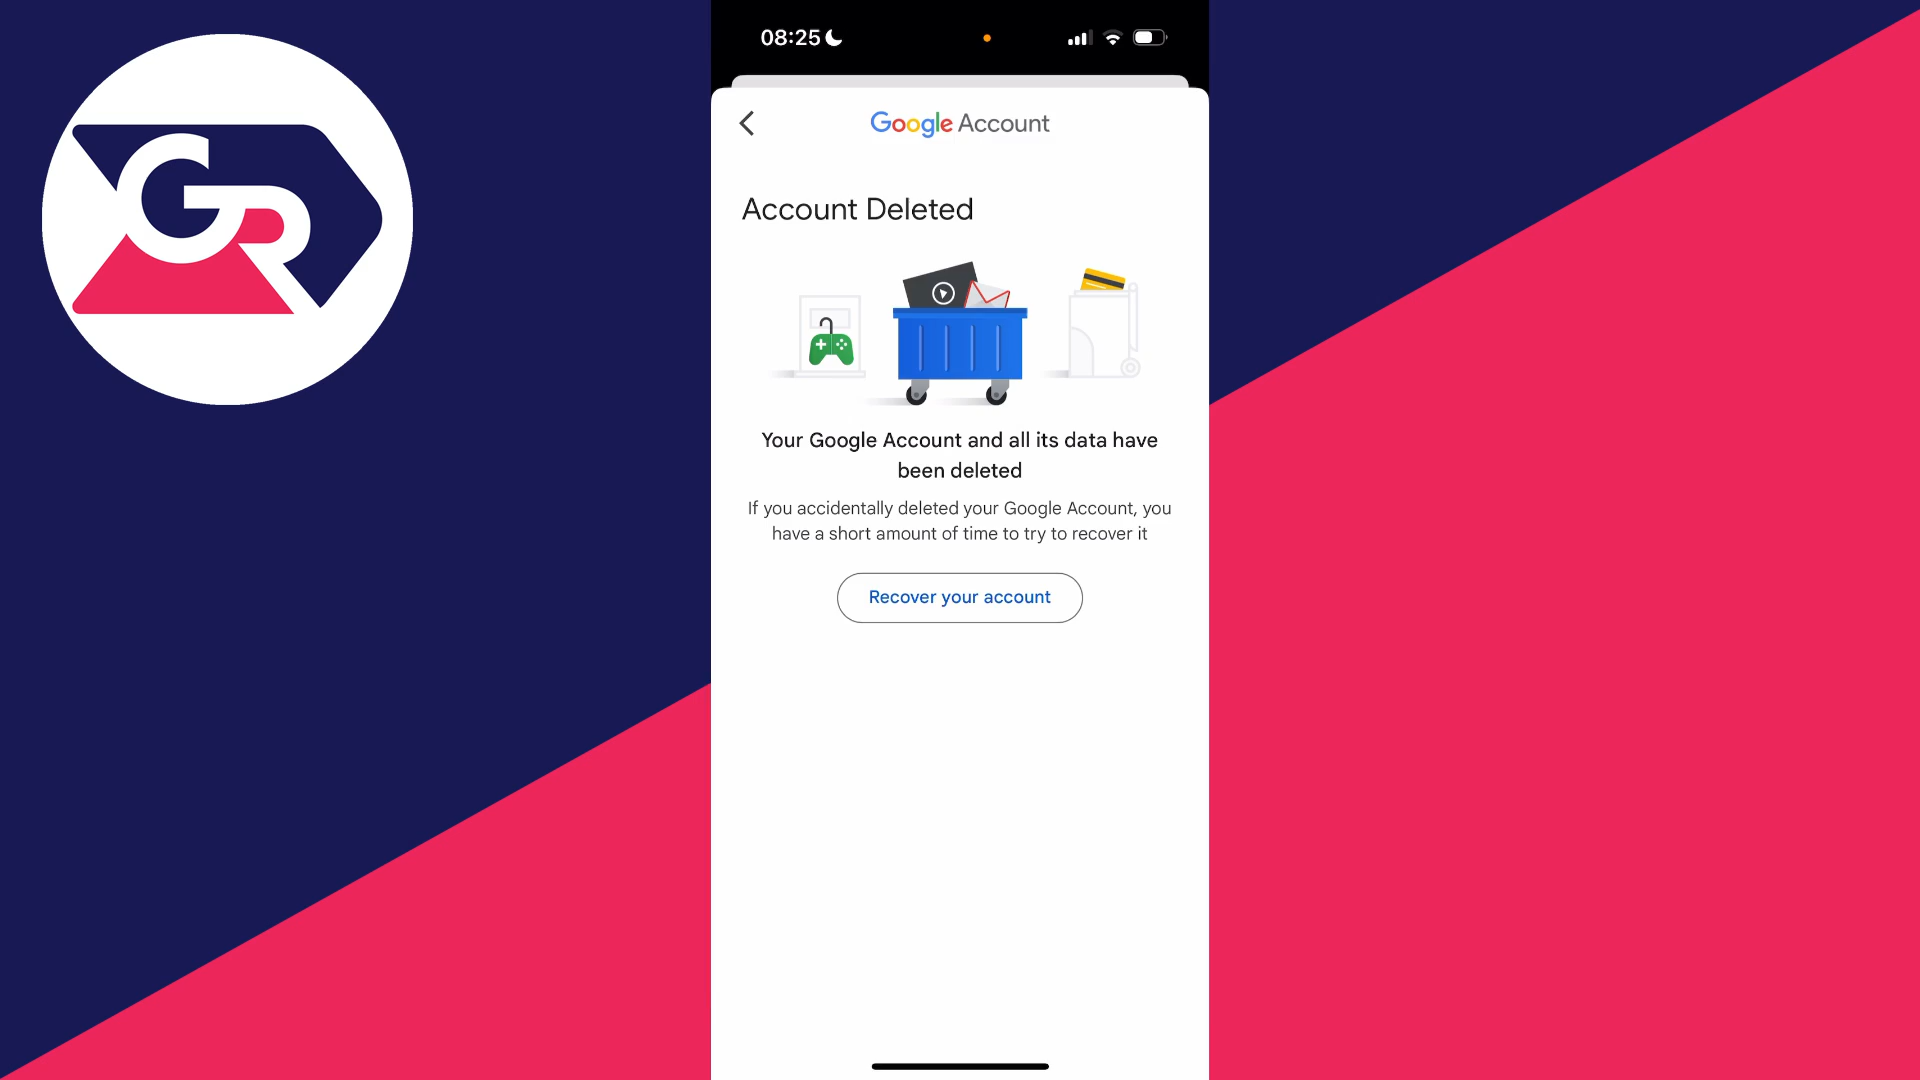 GR
08:25
Google Account
Account Deleted
Your Google Account and all its data have
been deleted
If you accidentally deleted your Google Account, you
have a short amount of time to try to recover it
Recover your account